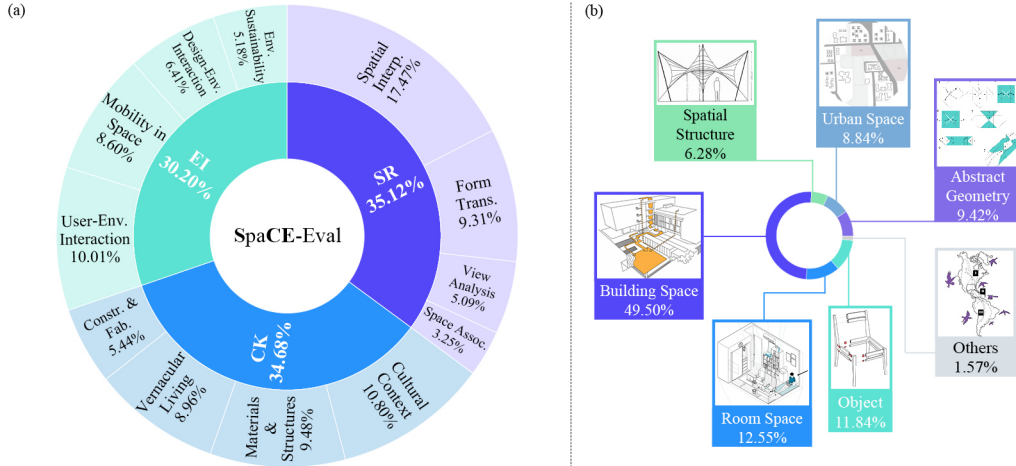 (a)
Env.
Sustainability
5.18%
Design-Env.
Interaction
6.41%
Mobility in
Space
8.60%
User-Env.
Interaction
10.01%
EI
30.20%
Spatial
Interp.
17.47%
Form
Trans.
9.31%
View
Analysis
5.09%
Space Assoc.
3.25%
SR
35.12%
SpaCE-Eval
CK
34.68%
Constr. &
Fab.
5.44%
Vernacular
Living
8.96%
Materials
&
Structures
9.48%
Cultural
Context
10.80%
(b)
Spatial
Structure
6.28%
Urban Space
8.84%
Abstract
Geometry
9.42%
Building Space
49.50%
Room Space
12.55%
Object
11.84%
Others
1.57%